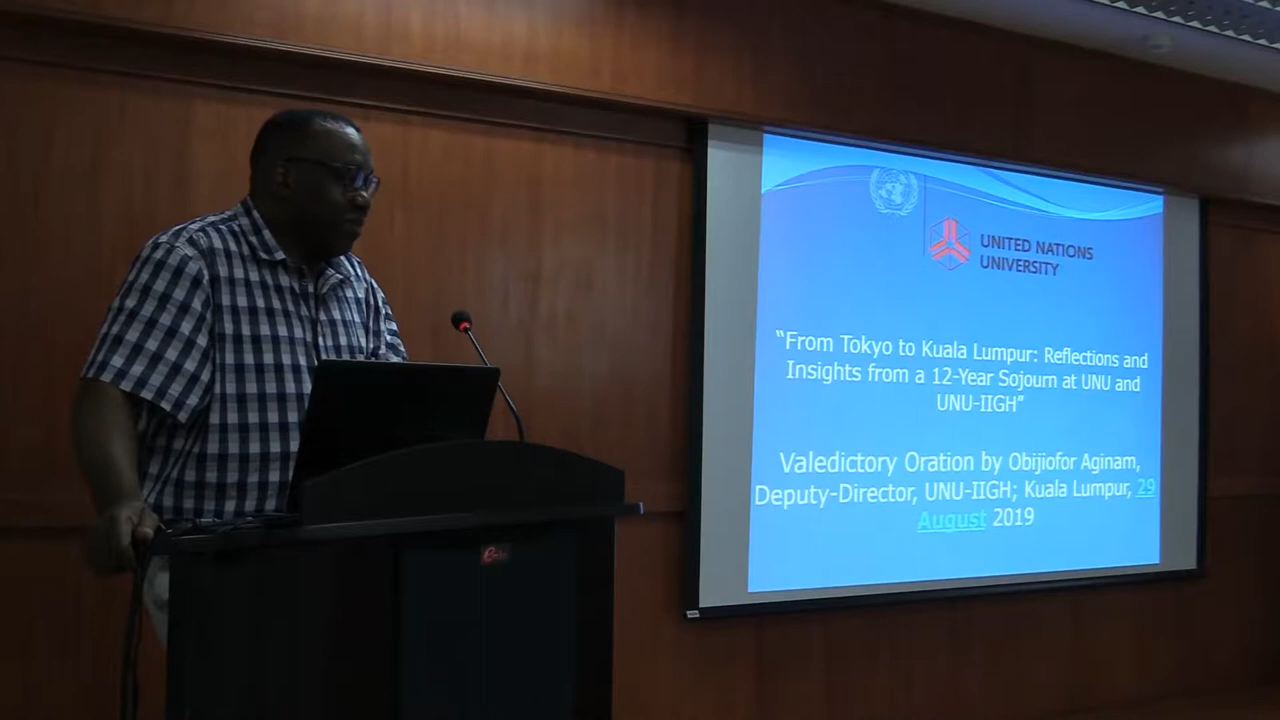 UNITED NATIONS
UNIVERSITY
“From Tokyo to Kuala Lumpur: Reflections and
Insights from a 12-Year Sojourn at UNU and
UNU-IIGH”
Valedictory Oration by Obijiofor Aginam,
Deputy-Director, UNU-IIGH; Kuala Lumpur, 29
August 2019